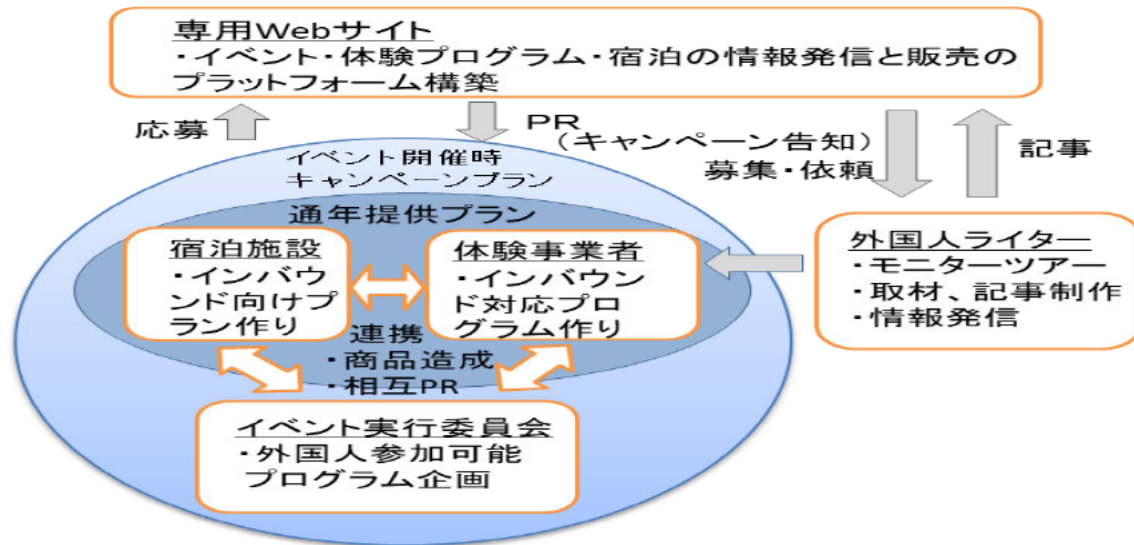 専用Webサイト
・イベント・体験プログラム・宿泊の情報発信と販売の
プラットフォーム構築
応募
PR
(キャンペーン告知)
募集・依頼
記事
イベント開催時
キャンペーンプラン
通年提供プラン
宿泊施設
・インバウ
ンド向けプ
ラン作り
体験事業者
・インバウン
ド対応プロ
グラム作り
外国人ライター
・モニターツアー
・取材、記事制作
・情報発信
連携
・商品造成
・相互PR
イベント実行委員会
・外国人参加可能
プログラム企画